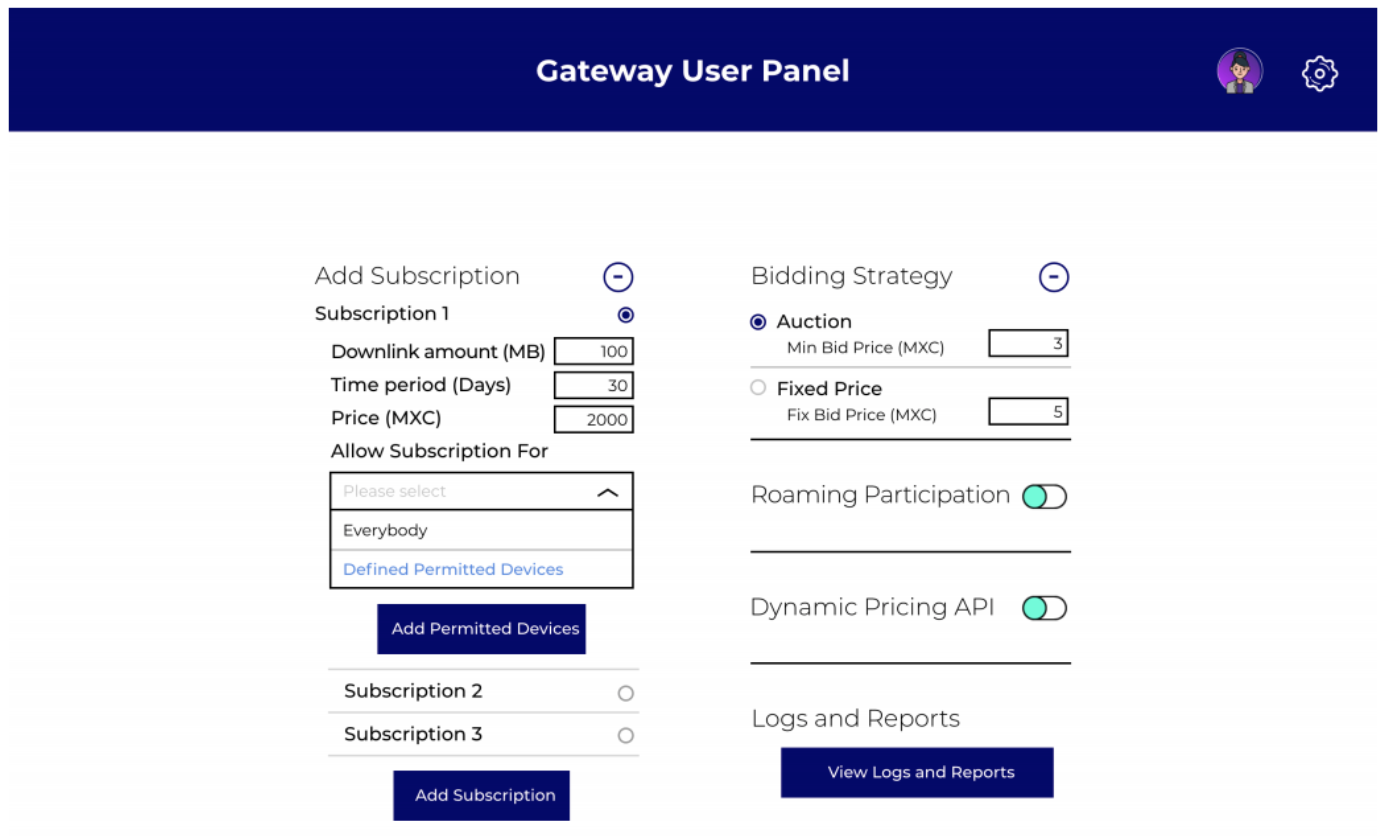 Gateway User Panel
Add Subscription
Subscription 1
Downlink amount (MB) 100
Time period (Days) 30
Price (MXC) 2000
Allow Subscription For
Please select
Everybody
Defined Permitted Devices
Add Permitted Devices
Subscription 2
Subscription 3
Add Subscription
Bidding Strategy
Auction
Min Bid Price (MXC) 3
Fixed Price
Fix Bid Price (MXC) 5
Roaming Participation
Dynamic Pricing API
Logs and Reports
View Logs and Reports